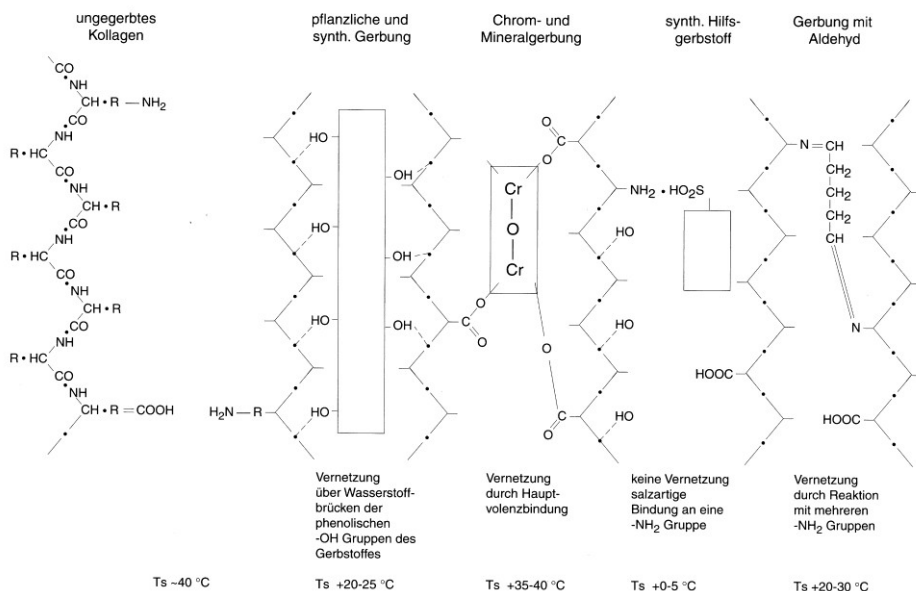 ungegerbtes
Kollagen
pflanzliche und
synth. Gerbung
Chrom- und
Mineralgerbung
synth. Hilfs-
gerbstoff
Gerbung mit
Aldehyd
CO
NH
CH • R — NH₂
CO
NH
R • HC
CO
NH
CH • R
CO
NH
R • HC
CO
NH
CH • R
CO
NH
R • HC
CO
NH
CH • R = COOH
HO
OH
HO
OH
HO
OH
HO
H₂N — R
C
O
O
C
O
O
Cr
O
Cr
O
C
O
NH₂ • HO₂S
HO
HO
HO
HOOC
N = CH
CH₂
CH₂
CH₂
CH
N
HOOC
Vernetzung
über Wasserstoff-
brücken der
phenolischen
-OH Gruppen des
Gerbstoffes
Vernetzung
durch Haupt-
volenzbindung
keine Vernetzung
salzartige
Bindung an eine
-NH₂ Gruppe
Vernetzung
durch Reaktion
mit mehreren
-NH₂ Gruppen
Ts ~40 °C
Ts +20-25 °C
Ts +35-40 °C
Ts +0-5 °C
Ts +20-30 °C